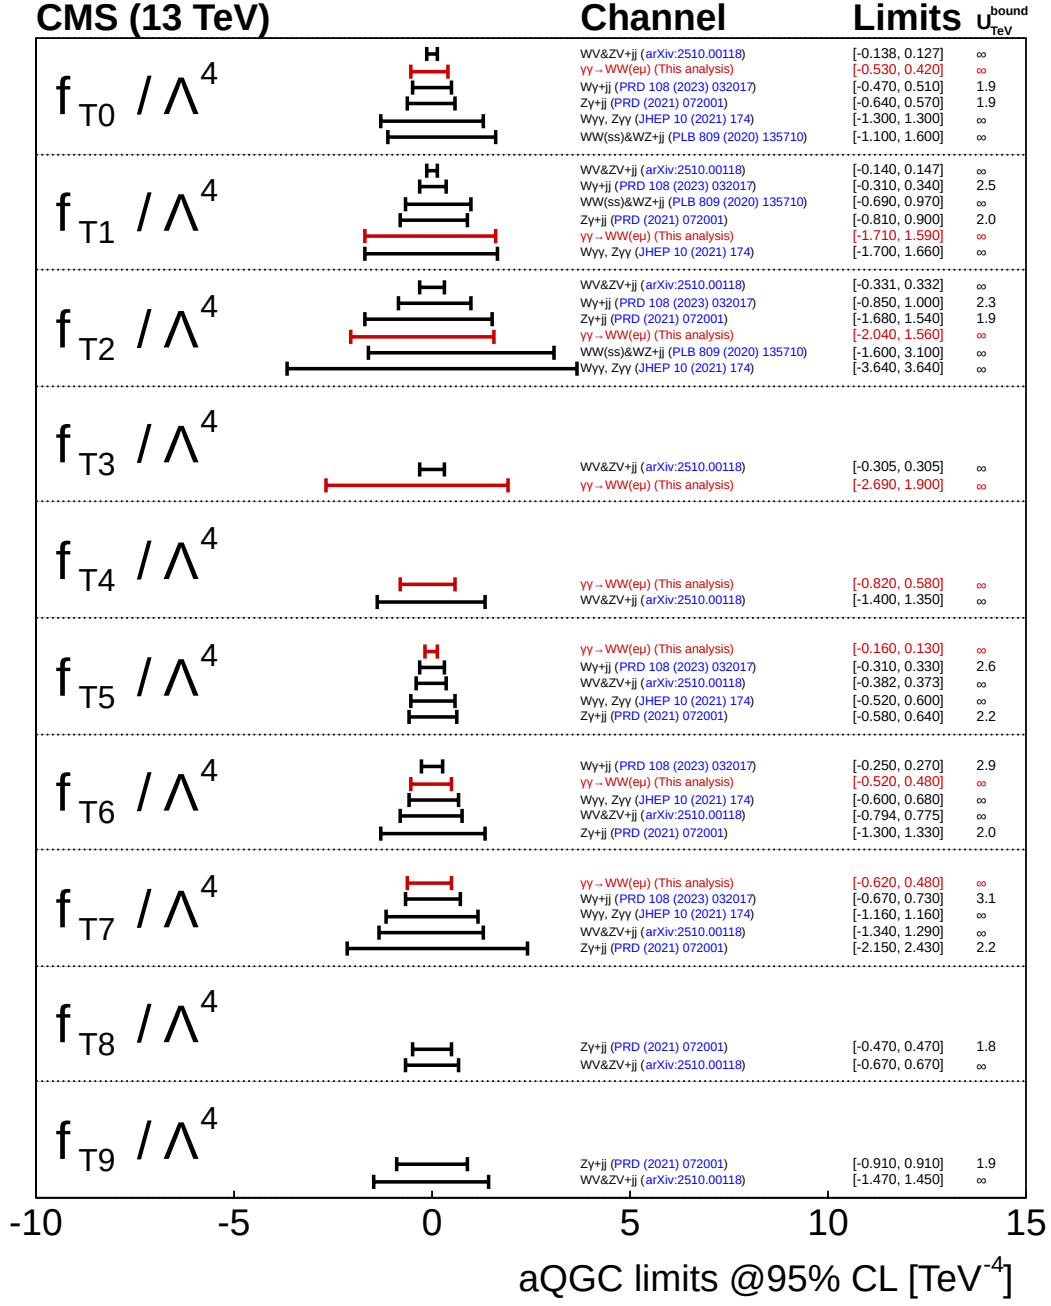 CMS (13 TeV) Channel Limits U_TeV^bound
f_T0 / Λ^4
WV&ZV+jj (arXiv:2510.00118) [-0.138, 0.127] ∞
γγ→WW(eμ) (This analysis) [-0.530, 0.420] ∞
Wγ+jj (PRD 108 (2023) 032017) [-0.470, 0.510] 1.9
Zγ+jj (PRD (2021) 072001) [-0.640, 0.570] 1.9
Wγγ, Zγγ (JHEP 10 (2021) 174) [-1.300, 1.300] ∞
WW(ss)&WZ+jj (PLB 809 (2020) 135710) [-1.100, 1.600] ∞
f_T1 / Λ^4
WV&ZV+jj (arXiv:2510.00118) [-0.140, 0.147] ∞
Wγ+jj (PRD 108 (2023) 032017) [-0.310, 0.340] 2.5
WW(ss)&WZ+jj (PLB 809 (2020) 135710) [-0.690, 0.970] ∞
Zγ+jj (PRD (2021) 072001) [-0.810, 0.900] 2.0
γγ→WW(eμ) (This analysis) [-1.710, 1.590] ∞
Wγγ, Zγγ (JHEP 10 (2021) 174) [-1.700, 1.660] ∞
f_T2 / Λ^4
WV&ZV+jj (arXiv:2510.00118) [-0.331, 0.332] ∞
Wγ+jj (PRD 108 (2023) 032017) [-0.850, 1.000] 2.3
Zγ+jj (PRD (2021) 072001) [-1.680, 1.540] 1.9
γγ→WW(eμ) (This analysis) [-2.040, 1.560] ∞
WW(ss)&WZ+jj (PLB 809 (2020) 135710) [-1.600, 3.100] ∞
Wγγ, Zγγ (JHEP 10 (2021) 174) [-3.640, 3.640] ∞
f_T3 / Λ^4
WV&ZV+jj (arXiv:2510.00118) [-0.305, 0.305] ∞
γγ→WW(eμ) (This analysis) [-2.690, 1.900] ∞
f_T4 / Λ^4
γγ→WW(eμ) (This analysis) [-0.820, 0.580] ∞
WV&ZV+jj (arXiv:2510.00118) [-1.400, 1.350] ∞
f_T5 / Λ^4
γγ→WW(eμ) (This analysis) [-0.160, 0.130] ∞
Wγ+jj (PRD 108 (2023) 032017) [-0.310, 0.330] 2.6
WV&ZV+jj (arXiv:2510.00118) [-0.382, 0.373] ∞
Wγγ, Zγγ (JHEP 10 (2021) 174) [-0.520, 0.600] ∞
Zγ+jj (PRD (2021) 072001) [-0.580, 0.640] 2.2
f_T6 / Λ^4
Wγ+jj (PRD 108 (2023) 032017) [-0.250, 0.270] 2.9
γγ→WW(eμ) (This analysis) [-0.520, 0.480] ∞
Wγγ, Zγγ (JHEP 10 (2021) 174) [-0.600, 0.680] ∞
WV&ZV+jj (arXiv:2510.00118) [-0.794, 0.775] ∞
Zγ+jj (PRD (2021) 072001) [-1.300, 1.330] 2.0
f_T7 / Λ^4
γγ→WW(eμ) (This analysis) [-0.620, 0.480] ∞
Wγ+jj (PRD 108 (2023) 032017) [-0.670, 0.730] 3.1
Wγγ, Zγγ (JHEP 10 (2021) 174) [-1.160, 1.160] ∞
WV&ZV+jj (arXiv:2510.00118) [-1.340, 1.290] ∞
Zγ+jj (PRD (2021) 072001) [-2.150, 2.430] 2.2
f_T8 / Λ^4
Zγ+jj (PRD (2021) 072001) [-0.470, 0.470] 1.8
WV&ZV+jj (arXiv:2510.00118) [-0.670, 0.670] ∞
f_T9 / Λ^4
Zγ+jj (PRD (2021) 072001) [-0.910, 0.910] 1.9
WV&ZV+jj (arXiv:2510.00118) [-1.470, 1.450] ∞
-10 -5 0 5 10 15
aQGC limits @95% CL [TeV^-4]